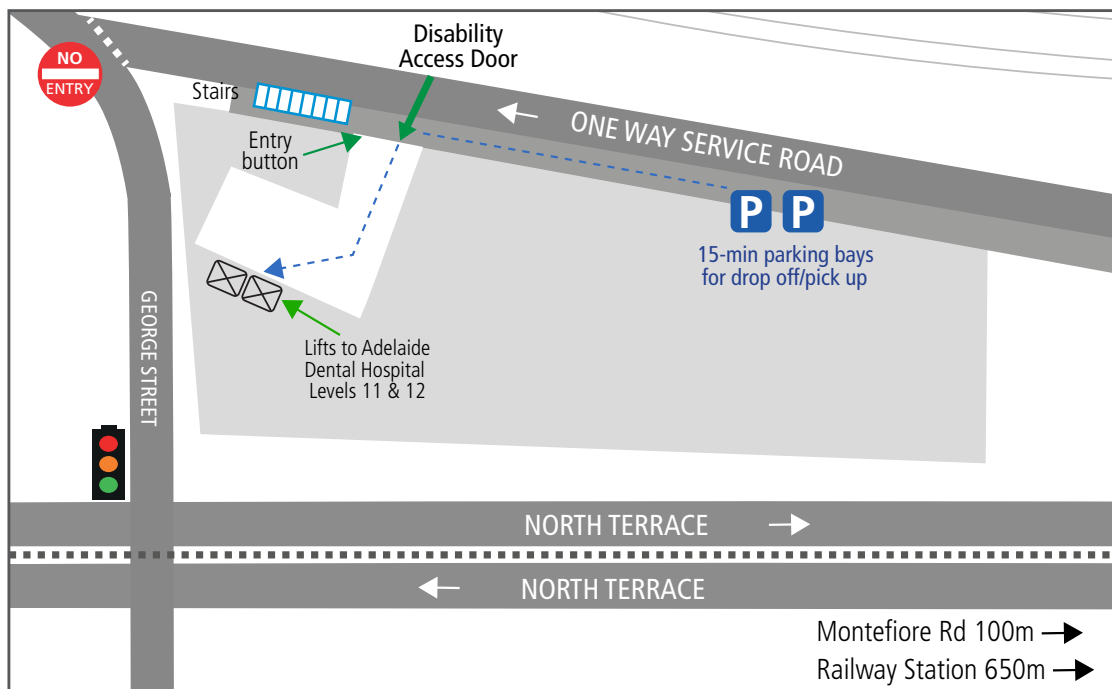 NO
ENTRY
Disability
Access Door
Stairs
Entry
button
ONE WAY SERVICE ROAD
P P
15-min parking bays
for drop off/pick up
GEORGE STREET
Lifts to Adelaide
Dental Hospital
Levels 11 & 12
NORTH TERRACE
NORTH TERRACE
Montefiore Rd 100m
Railway Station 650m